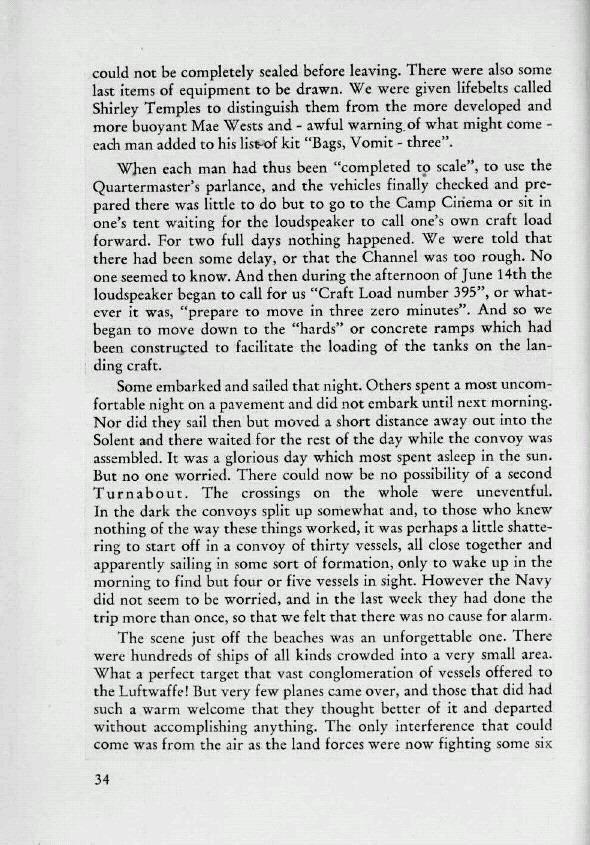 could not be completely sealed before leaving. There were also some
last items of equipment to be drawn. We were given lifebelts called
Shirley Temples to distinguish them from the more developed and
more buoyant Mae Wests and - awful warning of what might come -
each man added to his list of kit “Bags, Vomit - three”.
When each man had thus been “completed to scale”, to use the
Quartermaster’s parlance, and the vehicles finally checked and pre-
pared there was little to do but to go to the Camp Cinema or sit in
one’s tent waiting for the loudspeaker to call one’s own craft load
forward. For two full days nothing happened. We were told that
there had been some delay, or that the Channel was too rough. No
one seemed to know. And then during the afternoon of June 14th the
loudspeaker began to call for us “Craft Load number 395”, or what-
ever it was, “prepare to move in three zero minutes”. And so we
began to move down to the “hards” or concrete ramps which had
been constructed to facilitate the loading of the tanks on the lan-
ding craft.
Some embarked and sailed that night. Others spent a most uncom-
fortable night on a pavement and did not embark until next morning.
Nor did they sail then but moved a short distance away out into the
Solent and there waited for the rest of the day while the convoy was
assembled. It was a glorious day which most spent asleep in the sun.
But no one worried. There could now be no possibility of a second
Turnabout. The crossings on the whole were uneventful.
In the dark the convoys split up somewhat and, to those who knew
nothing of the way these things worked, it was perhaps a little shatte-
ring to start off in a convoy of thirty vessels, all close together and
apparently sailing in some sort of formation, only to wake up in the
morning to find but four or five vessels in sight. However the Navy
did not seem to be worried, and in the last week they had done the
trip more than once, so that we felt that there was no cause for alarm.
The scene just off the beaches was an unforgettable one. There
were hundreds of ships of all kinds crowded into a very small area.
What a perfect target that vast conglomeration of vessels offered to
the Luftwaffe! But very few planes came over, and those that did had
such a warm welcome that they thought better of it and departed
without accomplishing anything. The only interference that could
come was from the air as the land forces were now fighting some six
34